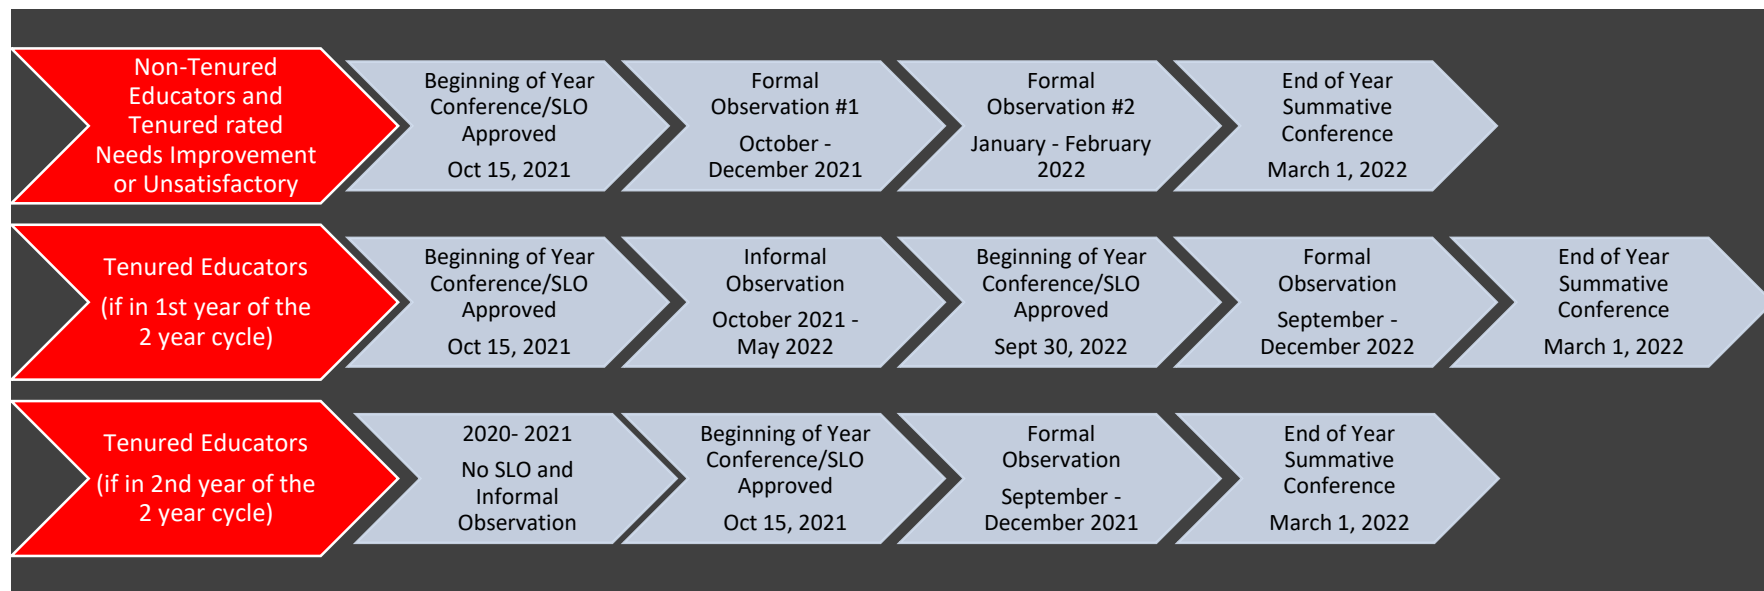 Non-Tenured
Educators and
Tenured rated
Needs Improvement
or Unsatisfactory
Beginning of Year
Conference/SLO
Approved
Oct 15, 2021
Formal
Observation #1
October -
December 2021
Formal
Observation #2
January - February
2022
End of Year
Summative
Conference
March 1, 2022
Tenured Educators
(if in 1st year of the
2 year cycle)
Beginning of Year
Conference/SLO
Approved
Oct 15, 2021
Informal
Observation
October 2021 -
May 2022
Beginning of Year
Conference/SLO
Approved
Sept 30, 2022
Formal
Observation
September -
December 2022
End of Year
Summative
Conference
March 1, 2022
Tenured Educators
(if in 2nd year of the
2 year cycle)
2020- 2021
No SLO and
Informal
Observation
Beginning of Year
Conference/SLO
Approved
Oct 15, 2021
Formal
Observation
September -
December 2021
End of Year
Summative
Conference
March 1, 2022